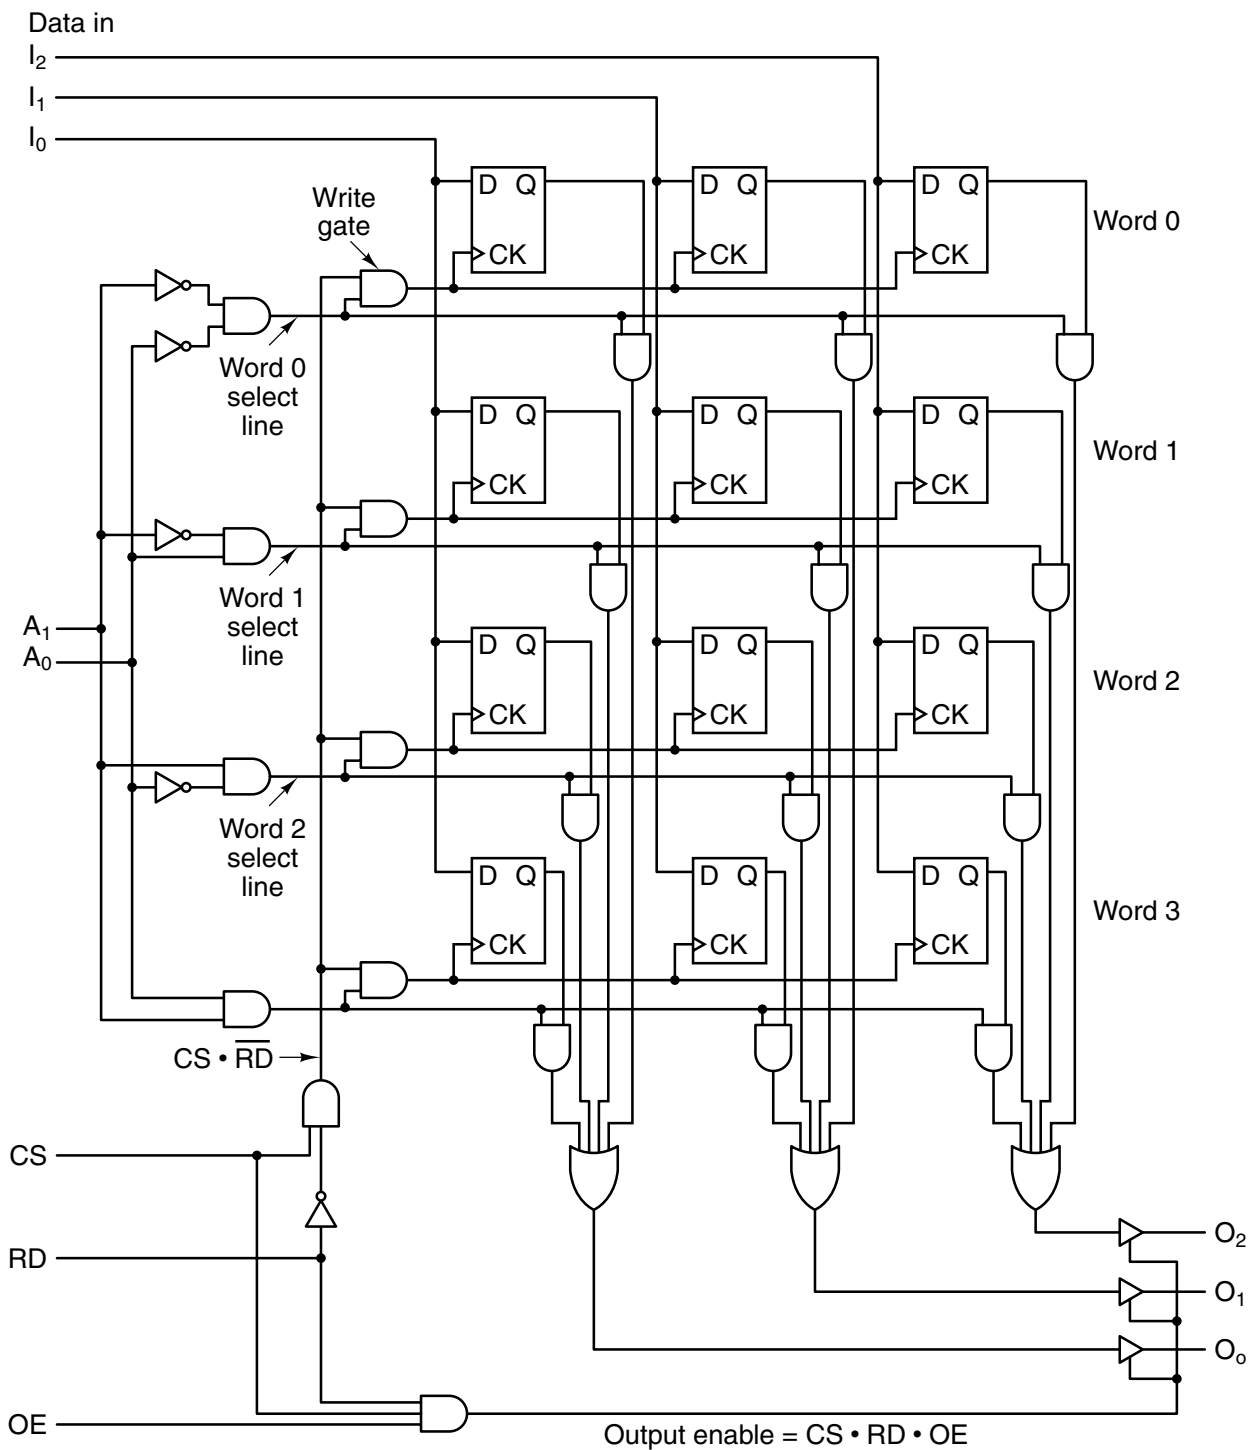 Data in
I₂
I₁
I₀
D Q
CK
D Q
CK
D Q
CK
Word 0
Write
gate
Word 0
select
line
D Q
CK
D Q
CK
D Q
CK
Word 1
Word 1
select
line
A₁
A₀
D Q
CK
D Q
CK
D Q
CK
Word 2
Word 2
select
line
D Q
CK
D Q
CK
D Q
CK
Word 3
CS • R̅D̅
CS
RD
OE
O₂
O₁
Oₒ
Output enable = CS • RD • OE